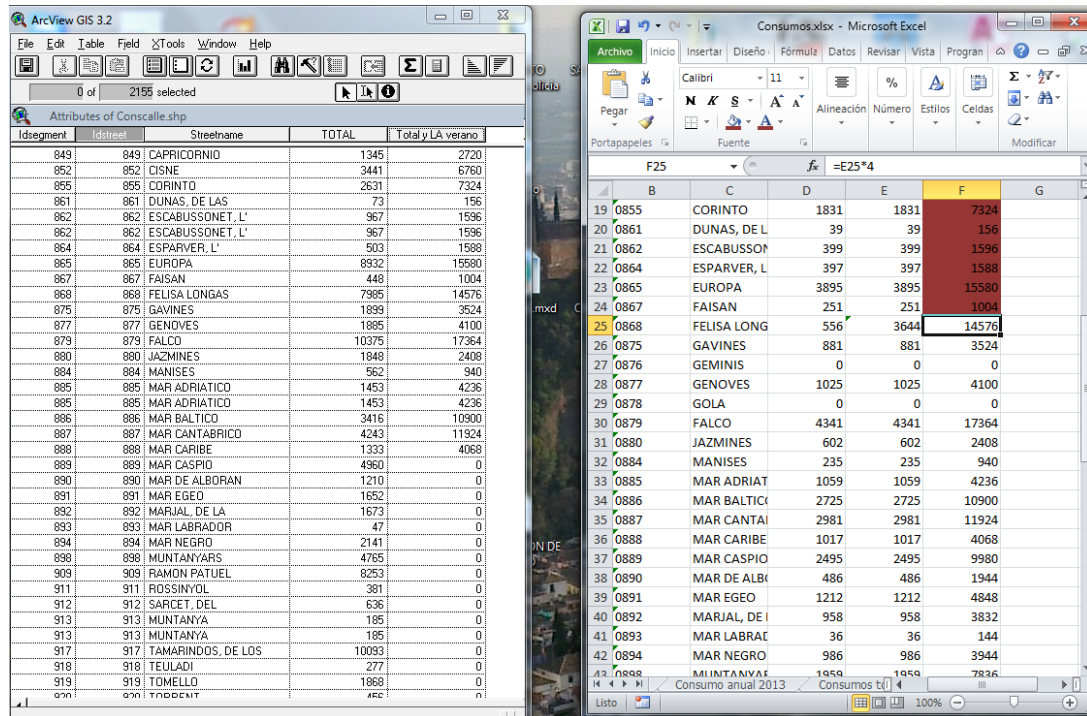 ArcView GIS 3.2
File Edit Table Field XTools Window Help
0 of 2155 selected
Attributes of Conscalle.shp
Idsegment Idstreet Streetname TOTAL Total y LA verano
849 849 CAPRICORNIO 1345 2720
852 852 CISNE 3441 6760
855 855 CORINTO 2631 7324
861 861 DUNAS, DE LAS 73 156
862 862 ESCABUSSONET, L' 967 1596
862 862 ESCABUSSONET, L' 967 1596
864 864 ESPARVER, L' 503 1588
865 865 EUROPA 8932 15580
867 867 FAISAN 448 1004
868 868 FELISA LONGAS 7985 14576
875 875 GAVINES 1899 3524
877 877 GENOVES 1885 4100
879 879 FALCO 10375 17364
880 880 JAZMINES 1848 2408
884 884 MANISES 562 940
885 885 MAR ADRIATICO 1453 4236
885 885 MAR ADRIATICO 1453 4236
886 886 MAR BALTICO 3416 10900
887 887 MAR CANTABRICO 4243 11924
888 888 MAR CARIBE 1333 4068
889 889 MAR CASPIO 4960 0
890 890 MAR DE ALBORAN 1210 0
891 891 MAR EGEO 1652 0
892 892 MARJAL, DE LA 1673 0
893 893 MAR LABRADOR 47 0
894 894 MAR NEGRO 2141 0
898 898 MUNTANYARS 4765 0
909 909 RAMON PATUEL 8253 0
911 911 ROSSINYOL 381 0
912 912 SARCET, DEL 636 0
913 913 MUNTANYA 185 0
913 913 MUNTANYA 185 0
917 917 TAMARINDOS, DE LOS 10093 0
918 918 TEULADI 277 0
919 919 TOMELLO 1868 0
920 920 TORRENT 456 0
olicia
.mxd
ON DE
Consumos.xlsx - Microsoft Excel
Archivo Inicio Insertar Diseño Fórmula Datos Revisar Vista Progran
Pegar
Calibri 11
N K S
Alineación Número Estilos Celdas
Portapapeles Fuente Modificar
F25 fx =E25*4
B C D E F G
19 0855 CORINTO 1831 1831 7324
20 0861 DUNAS, DE L 39 39 156
21 0862 ESCABUSSON 399 399 1596
22 0864 ESPARVER, L 397 397 1588
23 0865 EUROPA 3895 3895 15580
24 0867 FAISAN 251 251 1004
25 0868 FELISA LONG 556 3644 14576
26 0875 GAVINES 881 881 3524
27 0876 GEMINIS 0 0 0
28 0877 GENOVES 1025 1025 4100
29 0878 GOLA 0 0 0
30 0879 FALCO 4341 4341 17364
31 0880 JAZMINES 602 602 2408
32 0884 MANISES 235 235 940
33 0885 MAR ADRIAT 1059 1059 4236
34 0886 MAR BALTIC 2725 2725 10900
35 0887 MAR CANTA 2981 2981 11924
36 0888 MAR CARIBE 1017 1017 4068
37 0889 MAR CASPIO 2495 2495 9980
38 0890 MAR DE ALB 486 486 1944
39 0891 MAR EGEO 1212 1212 4848
40 0892 MARJAL, DE 958 958 3832
41 0893 MAR LABRAD 36 36 144
42 0894 MAR NEGRO 986 986 3944
43 0898 MUNTANYAR 1959 1959 7836
Consumo anual 2013 Consumos t
Listo 100%